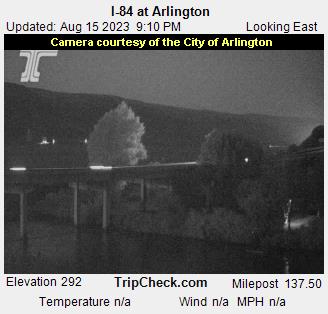 I-84 at Arlington
Updated: Aug 15 2023 9:10 PM Looking East
Camera courtesy of the City of Arlington
Elevation 292 TripCheck.com Milepost 137.50
Temperature n/a Wind n/a MPH n/a